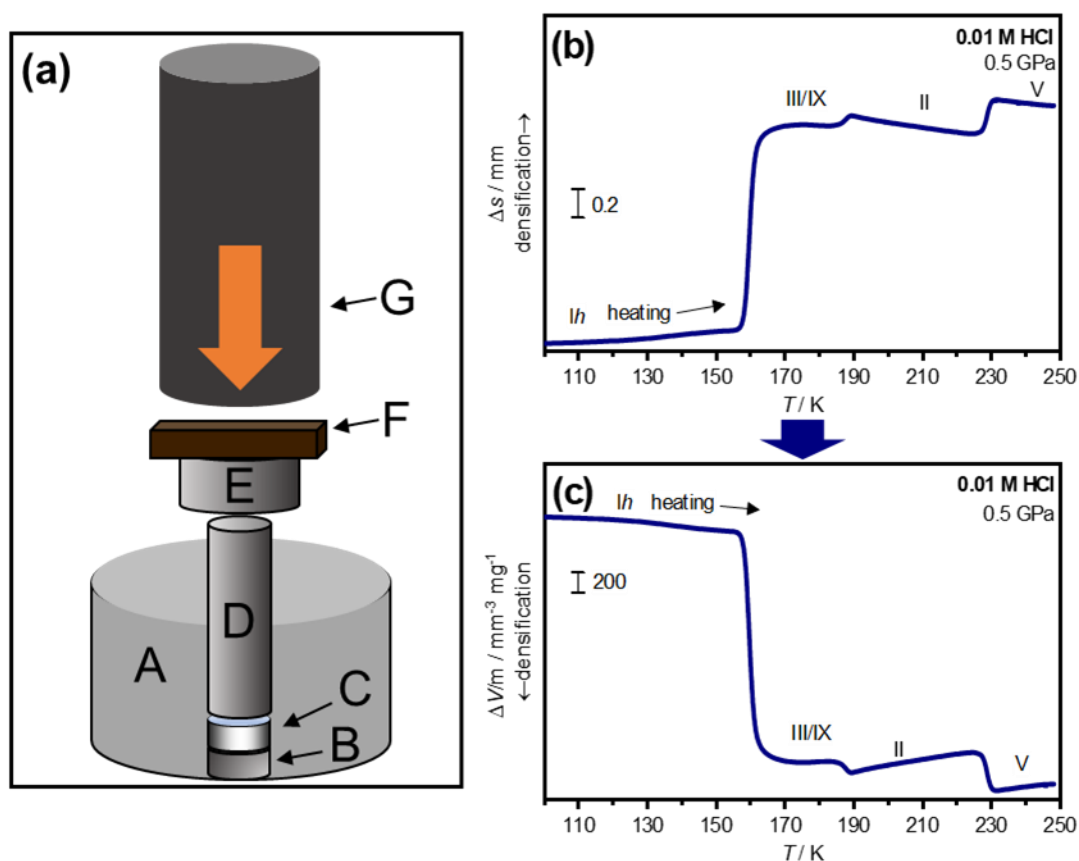 (a)
G
F
E
D
A
C
B
(b)
0.01 M HCl
0.5 GPa
III/IX
II
V
Δs / mm
densification→
0.2
Ih heating
110 130 150 170 190 210 230 250
T / K
(c)
0.01 M HCl
0.5 GPa
Ih heating
200
ΔV/m / mm⁻³ mg⁻¹
←densification
III/IX
II
V
110 130 150 170 190 210 230 250
T / K